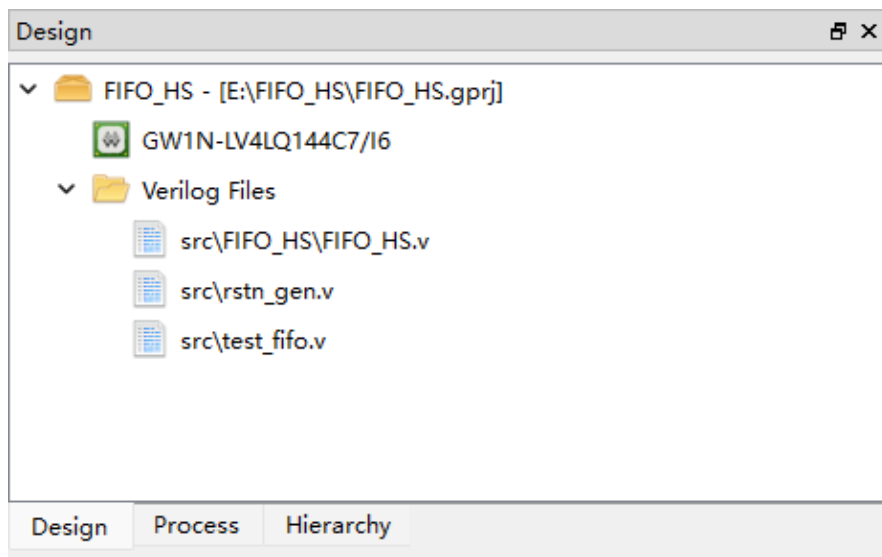 Design
FIFO_HS - [E:\FIFO_HS\FIFO_HS.gprj]
GW1N-LV4LQ144C7/I6
Verilog Files
src\FIFO_HS\FIFO_HS.v
src\rstn_gen.v
src\test_fifo.v
Design Process Hierarchy